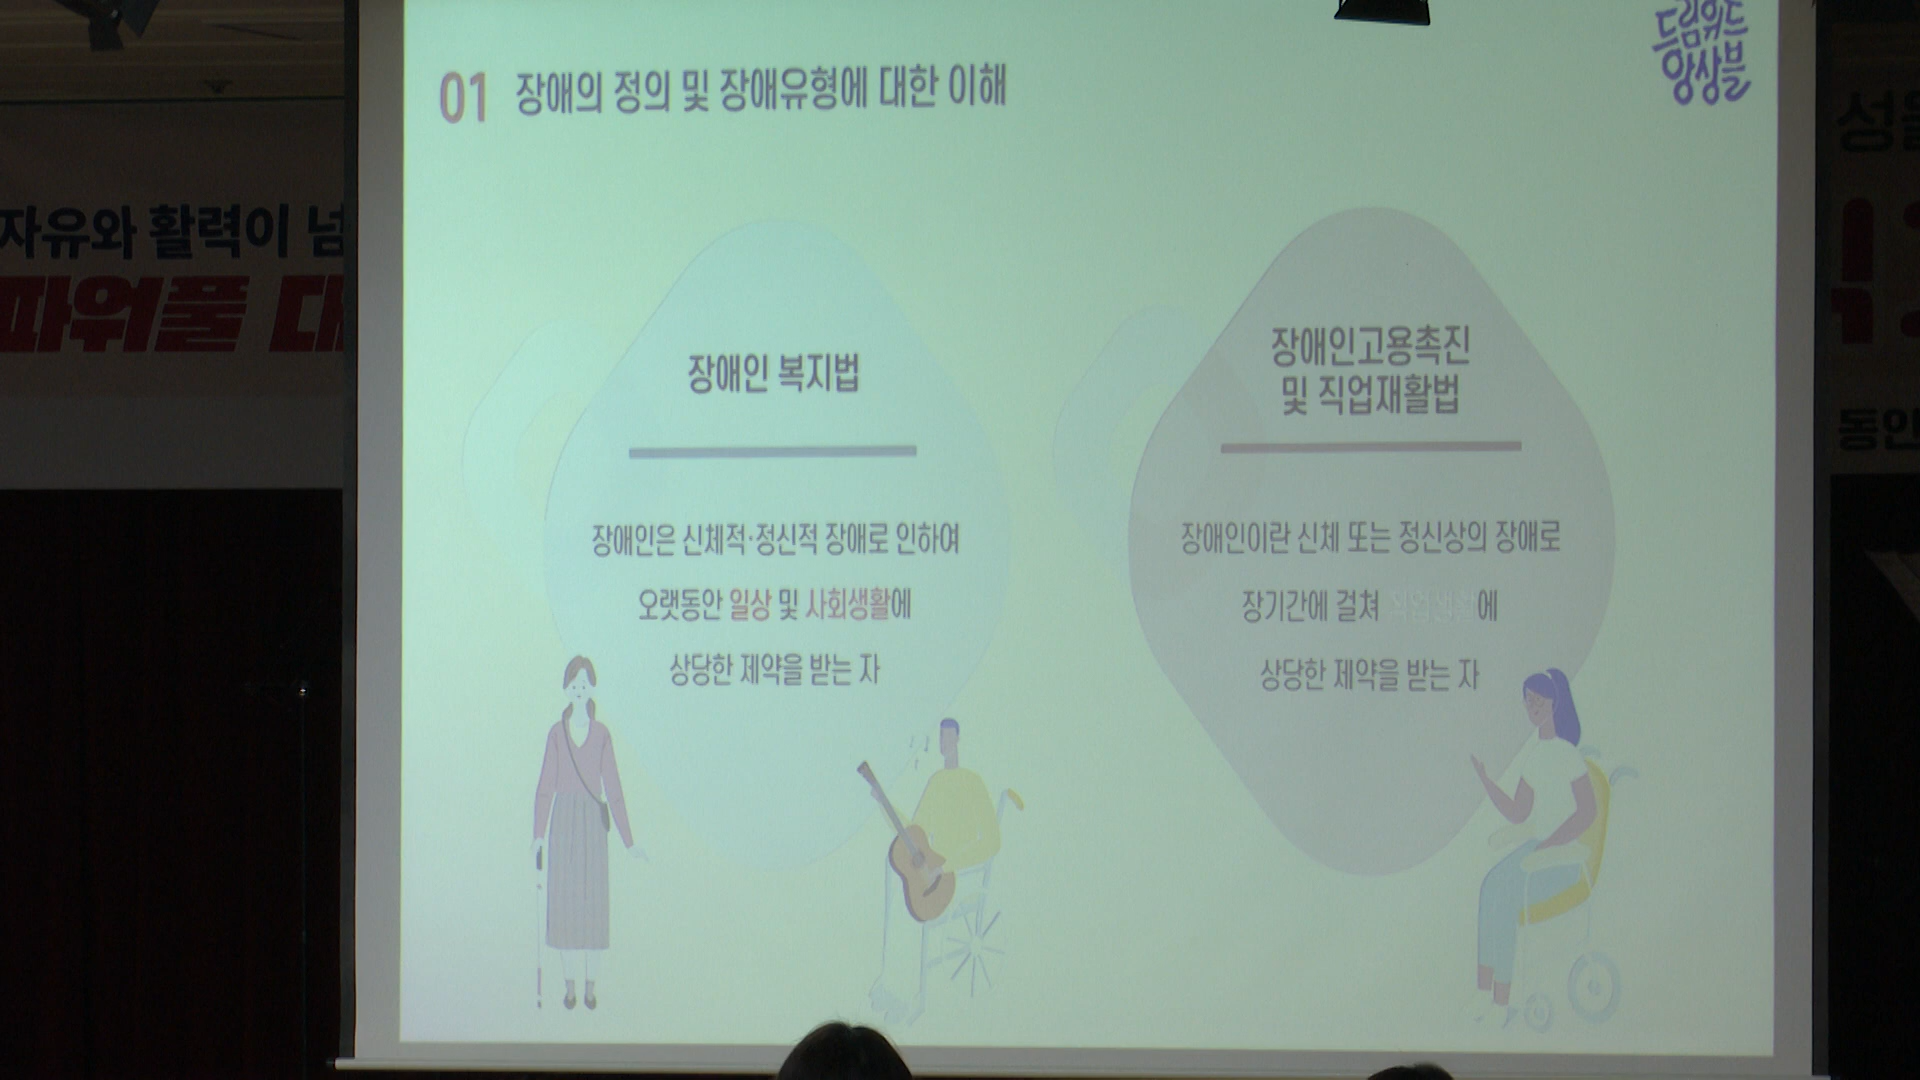 01 장애의 정의 및 장애유형에 대한 이해
드림위드
앙상블
자유와 활력이 넘
파워풀 대
장애인 복지법
장애인은 신체적·정신적 장애로 인하여
오랫동안 일상 및 사회생활에
상당한 제약을 받는 자
장애인고용촉진
및 직업재활법
장애인이란 신체 또는 정신상의 장애로
장기간에 걸쳐 직업생활에
상당한 제약을 받는 자
동안